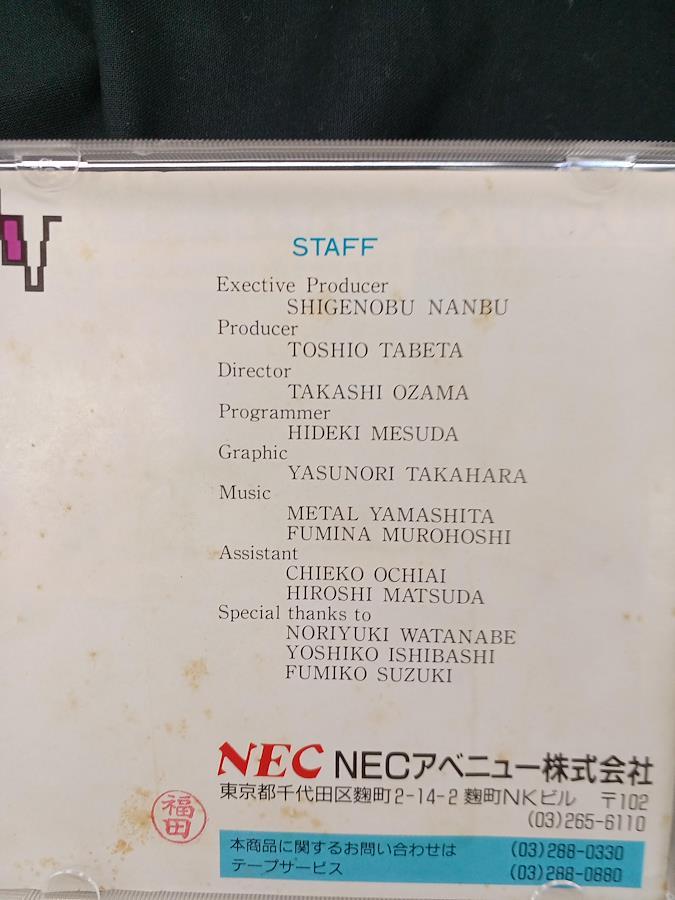 STAFF
Exective Producer
SHIGENOBU NANBU
Producer
TOSHIO TABETA
Director
TAKASHI OZAMA
Programmer
HIDEKI MESUDA
Graphic
YASUNORI TAKAHARA
Music
METAL YAMASHITA
FUMINA MUROHOSHI
Assistant
CHIEKO OCHIAI
HIROSHI MATSUDA
Special thanks to
NORIYUKI WATANABE
YOSHIKO ISHIBASHI
FUMIKO SUZUKI
NEC NECアベニュー株式会社
東京都千代田区麴町2-14-2 麴町NKビル 〒102
(03)265-6110
福田
本商品に関するお問い合わせは (03)288-0330
テープサービス (03)288-0880